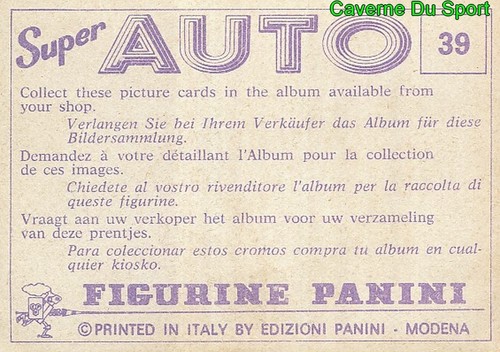 Caverne Du Sport
Super AUTO 39
Collect these picture cards in the album available from
your shop.
Verlangen Sie bei Ihrem Verkäufer das Album für diese
Bildersammlung.
Demandez à votre détaillant l'Album pour la collection
de ces images.
Chiedete al vostro rivenditore l'album per la raccolta di
queste figurine.
Vraagt aan uw verkoper het album voor uw verzameling
van deze prentjes.
Para coleccionar estos cromos compra tu album en cual-
quier kiosko.
FIGURINE PANINI
©PRINTED IN ITALY BY EDIZIONI PANINI - MODENA